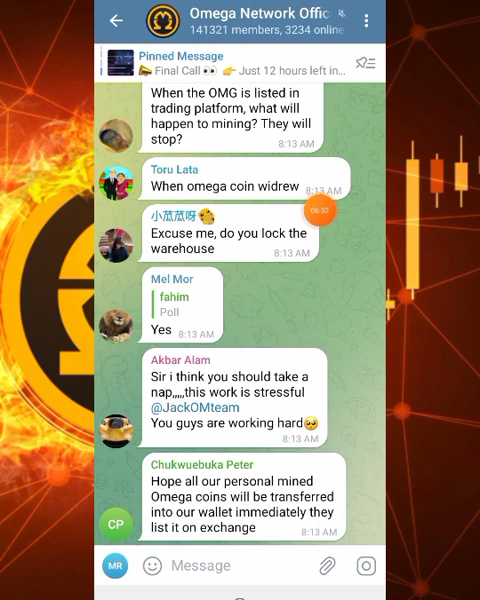 Omega Network Offic
141321 members, 3234 online
Pinned Message
Final Call 👀 👉 Just 12 hours left in...
When the OMG is listed in
trading platform, what will
happen to mining? They will
stop?
8:13 AM
Toru Lata
When omega coin widrew 8:13 AM
06:32
小苽苽呀
Excuse me, do you lock the
warehouse 8:13 AM
Mel Mor
fahim
Poll
Yes 8:13 AM
Akbar Alam
Sir i think you should take a
nap,,,,,this work is stressful
@JackOMteam
You guys are working hard🥺
8:13 AM
Chukwuebuka Peter
Hope all our personal mined
Omega coins will be transferred
into our wallet immediately they
list it on exchange 8:13 AM
CP
MR
Message